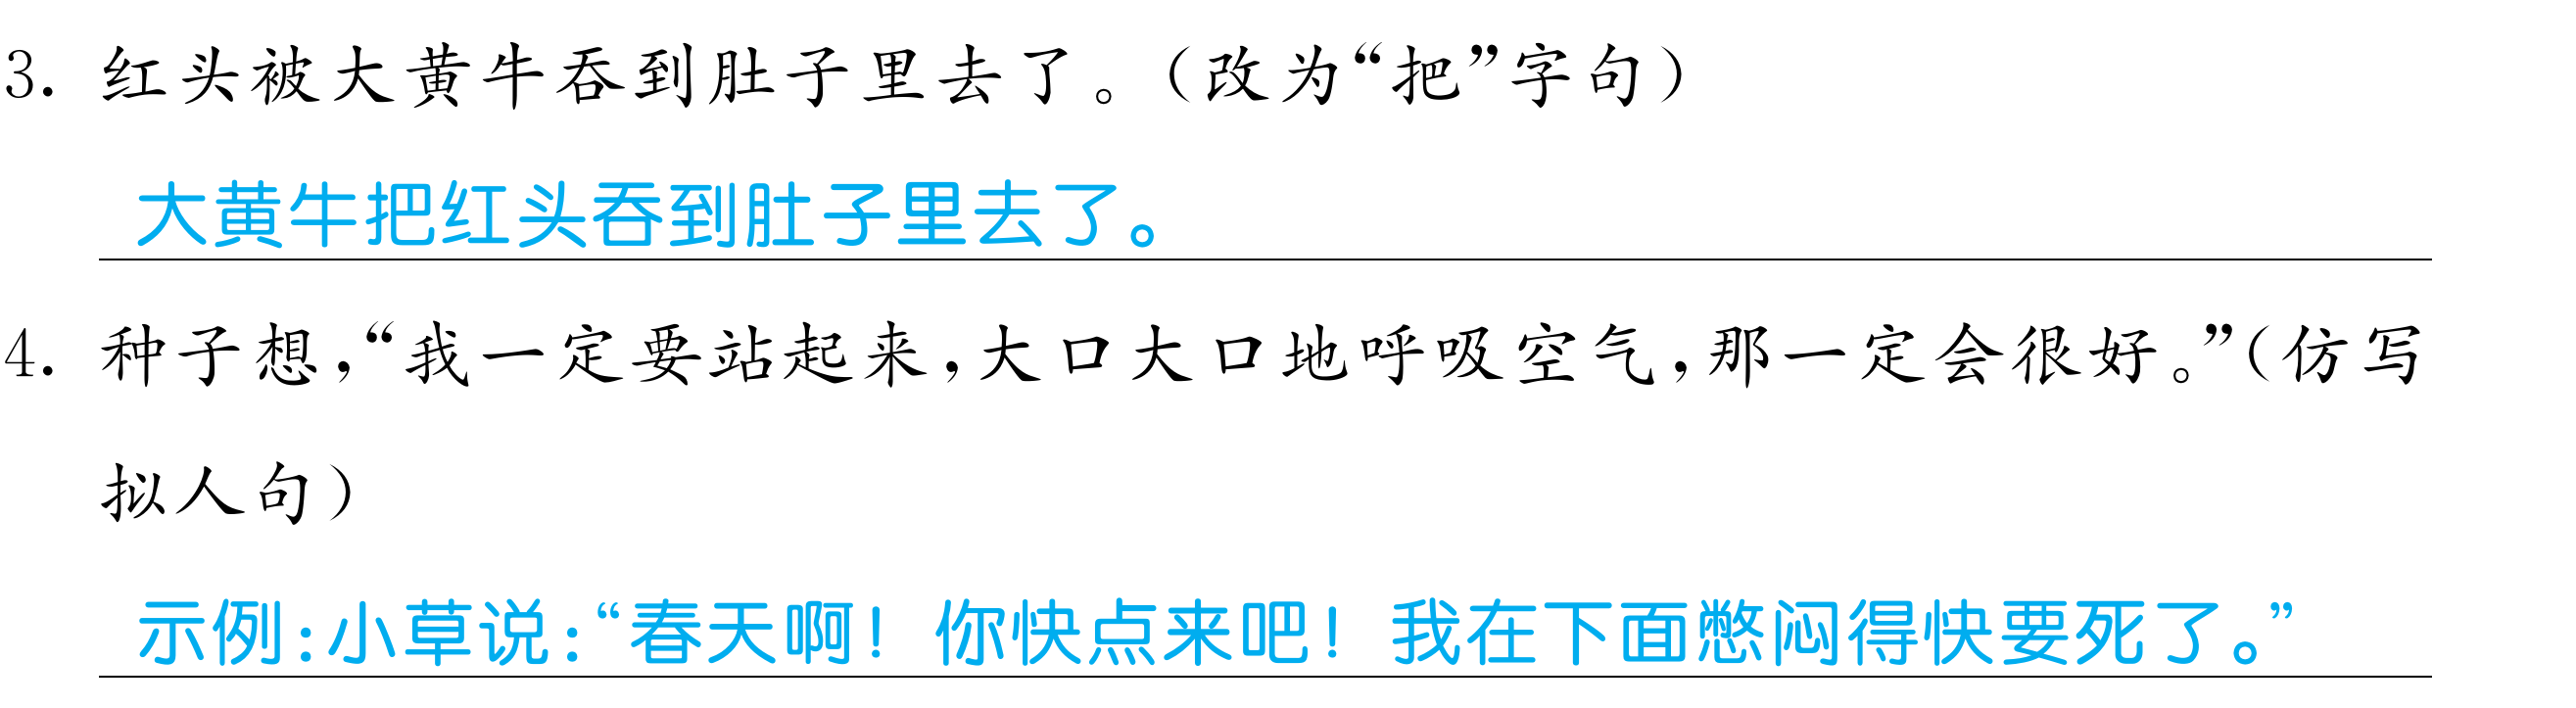 3. 红头被大黄牛吞到肚子里去了。(改为“把”字句)
大黄牛把红头吞到肚子里去了。
4. 种子想,“我一定要站起来,大口大口地呼吸空气,那一定会很好。”(仿写
拟人句)
示例:小草说:“春天啊! 你快点来吧! 我在下面憋闷得快要死了。”